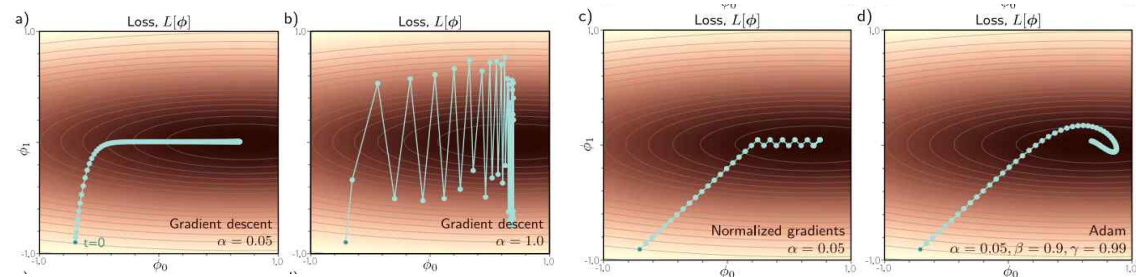 a) Loss, L[ϕ]
1.0
ϕ₁
-1.0
t=0
Gradient descent
α = 0.05
ϕ₀
b) Loss, L[ϕ]
Gradient descent
α = 1.0
-1.0
ϕ₀
1.0
c) Loss, L[ϕ]
1.0
ϕ₁
-1.0
Normalized gradients
α = 0.05
-1.0
ϕ₀
1.0
d) Loss, L[ϕ]
Adam
α = 0.05, β = 0.9, γ = 0.99
-1.0
ϕ₀
1.0